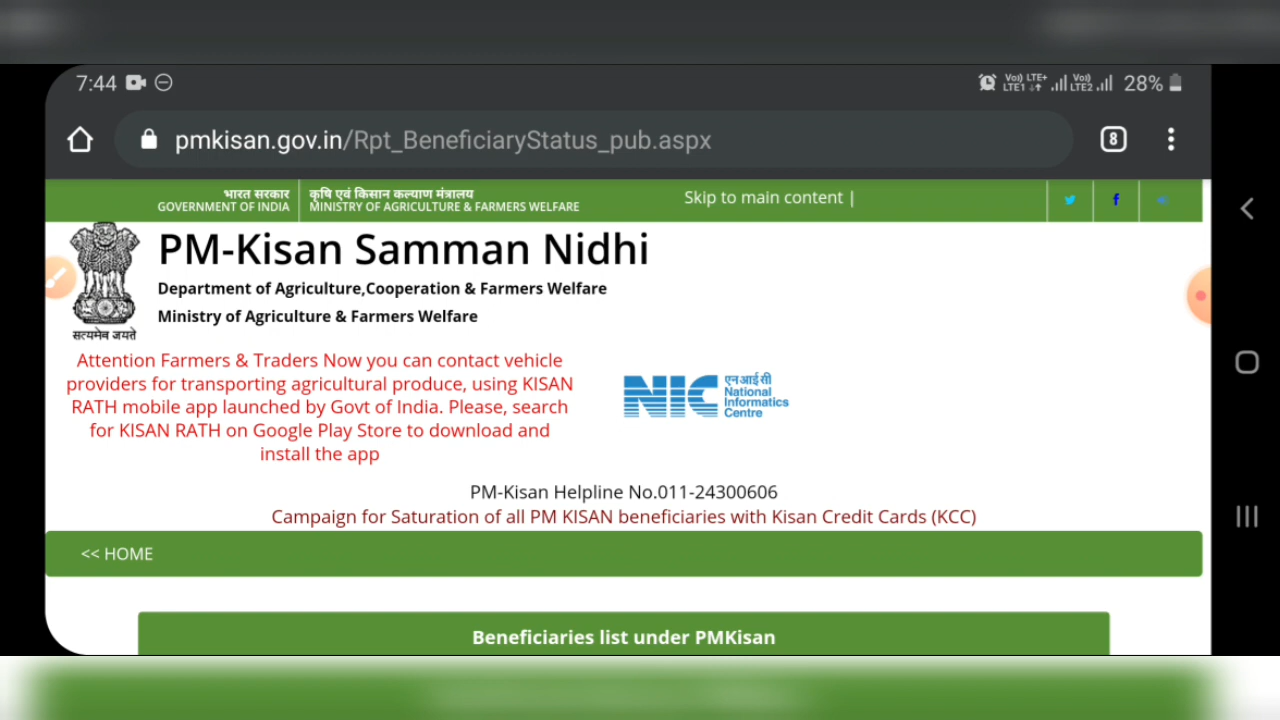 7:44
Vo) LTE+ LTE1 Vo) LTE2 28%
pmkisan.gov.in/Rpt_BeneficiaryStatus_pub.aspx
8
भारत सरकार
GOVERNMENT OF INDIA
कृषि एवं किसान कल्याण मंत्रालय
MINISTRY OF AGRICULTURE & FARMERS WELFARE
Skip to main content |
PM-Kisan Samman Nidhi
Department of Agriculture,Cooperation & Farmers Welfare
Ministry of Agriculture & Farmers Welfare
सत्यमेव जयते
Attention Farmers & Traders Now you can contact vehicle
providers for transporting agricultural produce, using KISAN
RATH mobile app launched by Govt of India. Please, search
for KISAN RATH on Google Play Store to download and
install the app
NIC
एनआईसी
National
Informatics
Centre
PM-Kisan Helpline No.011-24300606
Campaign for Saturation of all PM KISAN beneficiaries with Kisan Credit Cards (KCC)
<< HOME
Beneficiaries list under PMKisan